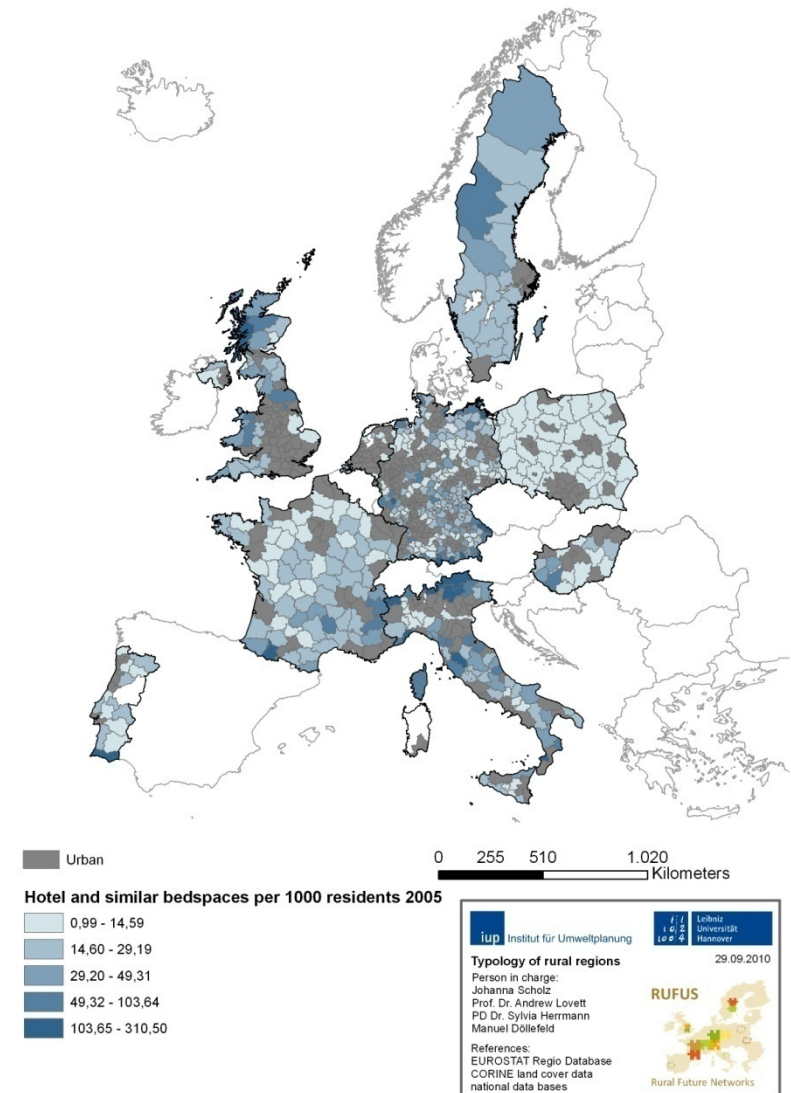 Urban
0 255 510 1.020
Kilometers
Hotel and similar bedspaces per 1000 residents 2005
0,99 - 14,59
14,60 - 29,19
29,20 - 49,31
49,32 - 103,64
103,65 - 310,50
iup Institut für Umweltplanung
Leibniz
Universität
Hannover
Typology of rural regions
29.09.2010
Person in charge:
Johanna Scholz
Prof. Dr. Andrew Lovett
PD Dr. Sylvia Herrmann
Manuel Döllefeld
References:
EUROSTAT Regio Database
CORINE land cover data
national data bases
RUFUS
Rural Future Networks